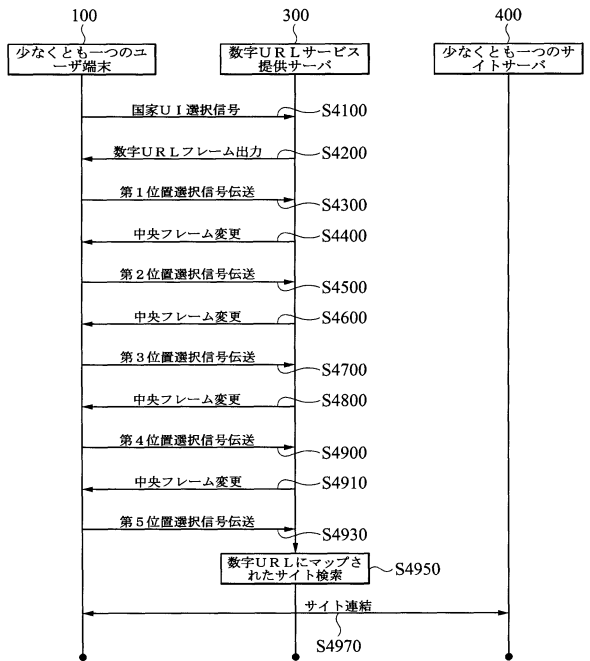 100
300
400
少なくとも一つのユ
ーザ端末
数字URLサービス
提供サーバ
少なくとも一つのサ
イトサーバ
国家UI選択信号
S4100
数字URLフレーム出力
S4200
第1位置選択信号伝送
S4300
中央フレーム変更
S4400
第2位置選択信号伝送
S4500
中央フレーム変更
S4600
第3位置選択信号伝送
S4700
中央フレーム変更
S4800
第4位置選択信号伝送
S4900
中央フレーム変更
S4910
第5位置選択信号伝送
S4930
数字URLにマップさ
れたサイト検索
S4950
サイト連結
S4970